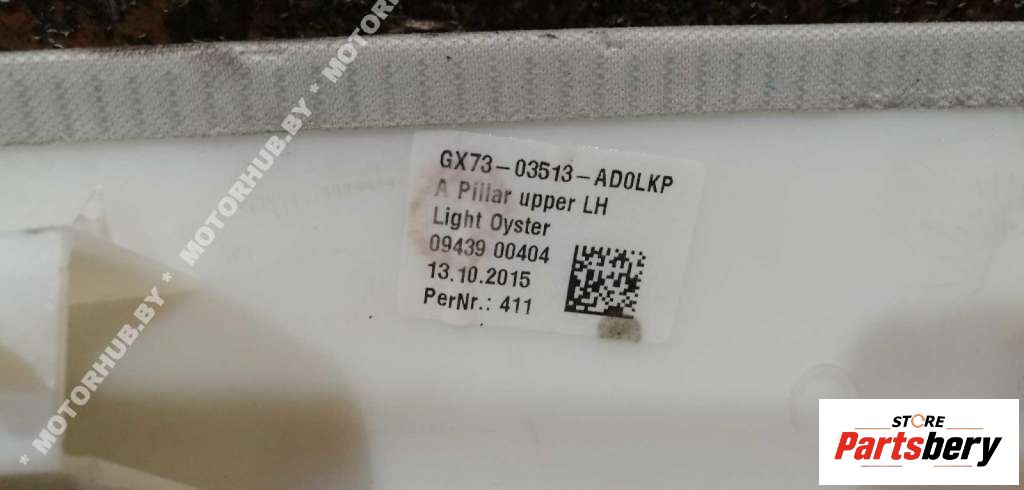 * MOTORHUB.BY * MOTORHUB.BY * MOTORHUB.BY
GX73-03513-AD0LKP
A Pillar upper LH
Light Oyster
09439 00404
13.10.2015
PerNr.: 411
STORE
Partsbery